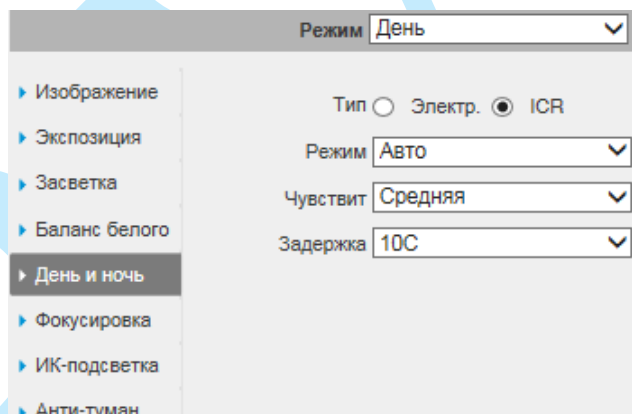 Режим День
Изображение
Тип Электр. ICR
Экспозиция
Режим Авто
Засветка
Чувствит Средняя
Баланс белого
Задержка 10С
День и ночь
Фокусировка
ИК-подсветка
Анти-туман